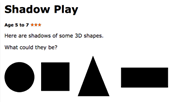 Shadow Play
Age 5 to 7 ★★★
Here are shadows of some 3D shapes.
What could they be?